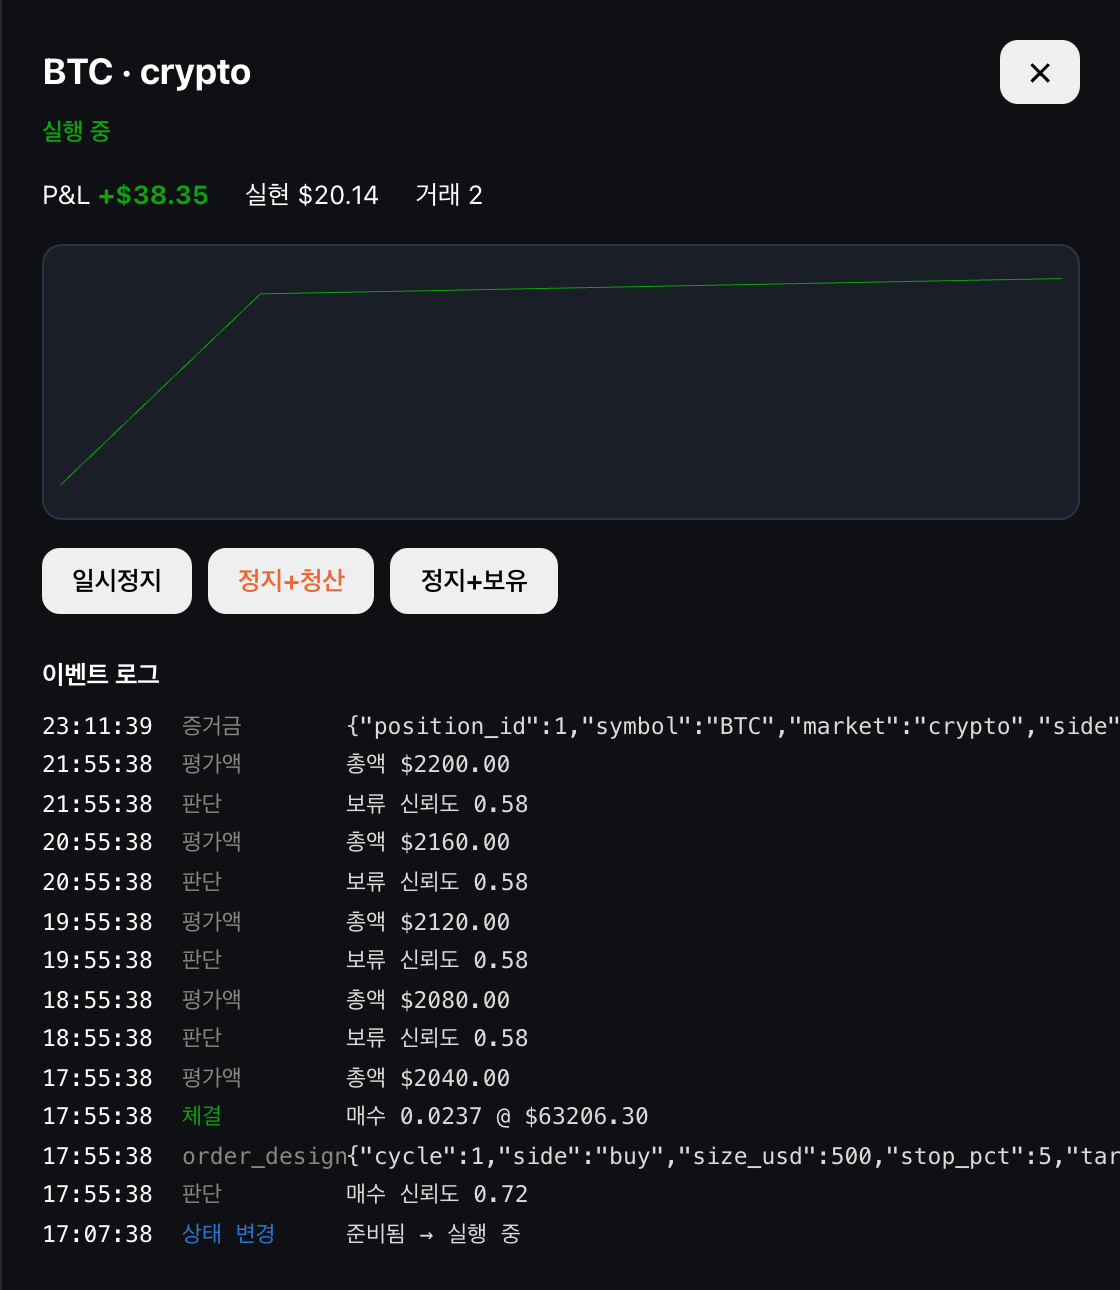 BTC · crypto
실행 중
P&L +$38.35 실현 $20.14 거래 2
일시정지 정지+청산 정지+보유
이벤트 로그
23:11:39 증거금 {"position_id":1,"symbol":"BTC","market":"crypto","side"
21:55:38 평가액 총액 $2200.00
21:55:38 판단 보류 신뢰도 0.58
20:55:38 평가액 총액 $2160.00
20:55:38 판단 보류 신뢰도 0.58
19:55:38 평가액 총액 $2120.00
19:55:38 판단 보류 신뢰도 0.58
18:55:38 평가액 총액 $2080.00
18:55:38 판단 보류 신뢰도 0.58
17:55:38 평가액 총액 $2040.00
17:55:38 체결 매수 0.0237 @ $63206.30
17:55:38 order_design{"cycle":1,"side":"buy","size_usd":500,"stop_pct":5,"tar
17:55:38 판단 매수 신뢰도 0.72
17:07:38 상태 변경 준비됨 → 실행 중